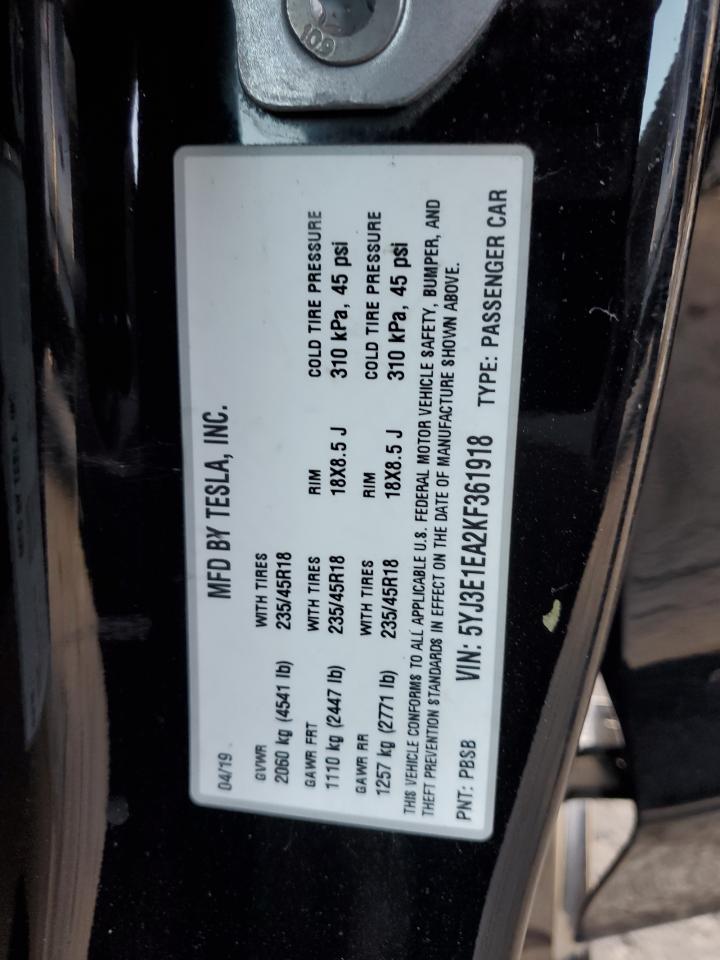 10.9
04/19 MFD BY TESLA, INC.
GVWR WITH TIRES
2060 kg (4541 lb) 235/45R18
GAWR FRT WITH TIRES RIM COLD TIRE PRESSURE
1110 kg (2447 lb) 235/45R18 18X8.5 J 310 kPa, 45 psi
GAWR RR WITH TIRES RIM COLD TIRE PRESSURE
1257 kg (2771 lb) 235/45R18 18X8.5 J 310 kPa, 45 psi
THIS VEHICLE CONFORMS TO ALL APPLICABLE U.S. FEDERAL MOTOR VEHICLE SAFETY, BUMPER, AND
THEFT PREVENTION STANDARDS IN EFFECT ON THE DATE OF MANUFACTURE SHOWN ABOVE.
PNT: PBSB VIN: 5YJ3E1EA2KF361918 TYPE: PASSENGER CAR